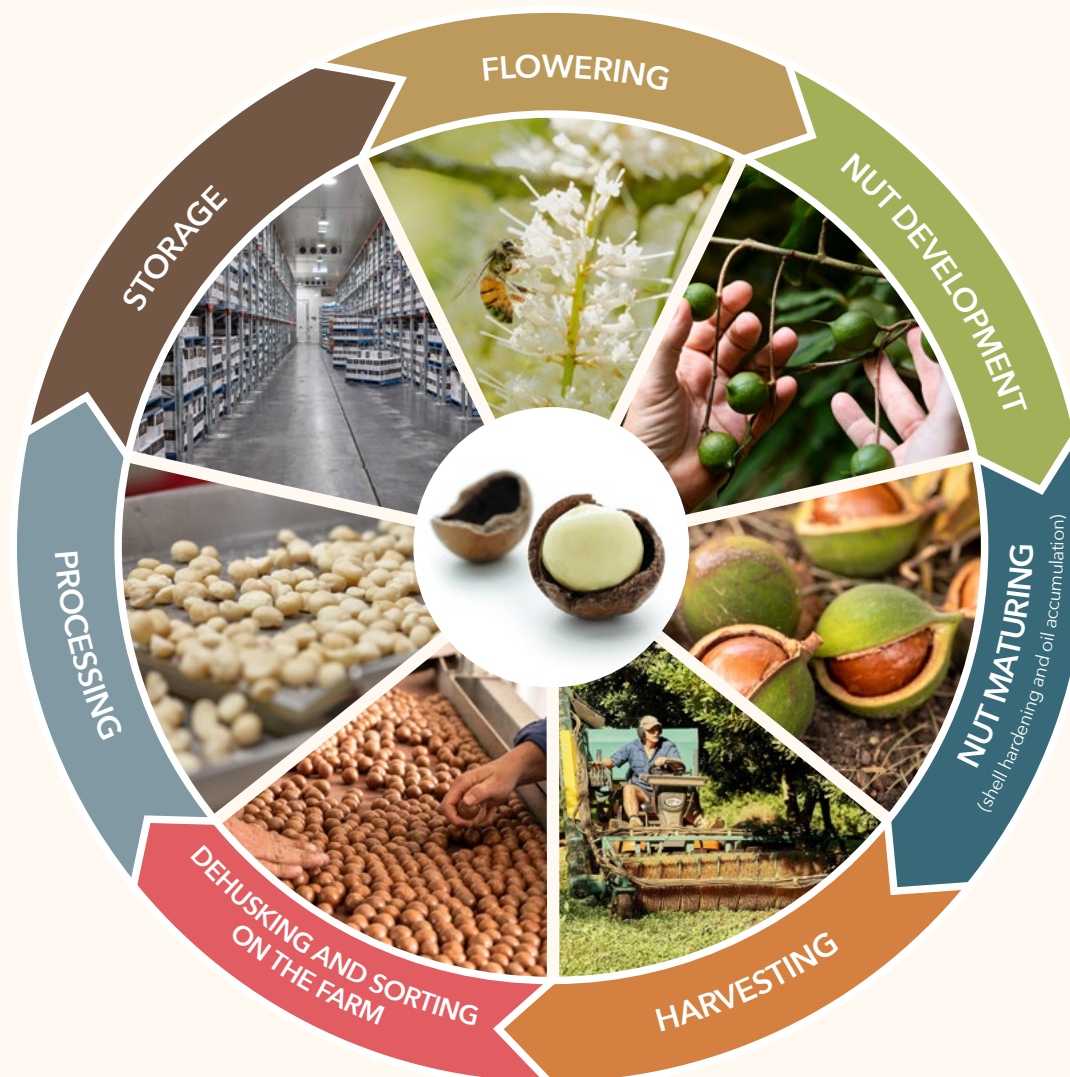 FLOWERING
NUT DEVELOPMENT
NUT MATURING
(shell hardening and oil accumulation)
HARVESTING
DEHUSKING AND SORTING
ON THE FARM
PROCESSING
STORAGE